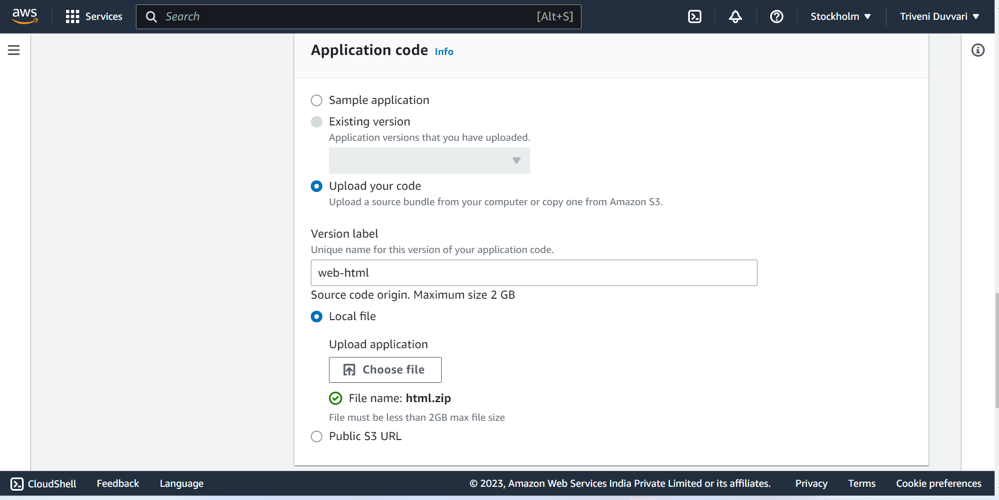 aws Services Search [Alt+S] Stockholm Triveni Duvvari
Application code Info
Sample application
Existing version
Application versions that you have uploaded.
Upload your code
Upload a source bundle from your computer or copy one from Amazon S3.
Version label
Unique name for this version of your application code.
web-html
Source code origin. Maximum size 2 GB
Local file
Upload application
Choose file
File name: html.zip
File must be less than 2GB max file size
Public S3 URL
CloudShell Feedback Language © 2023, Amazon Web Services India Private Limited or its affiliates. Privacy Terms Cookie preferences